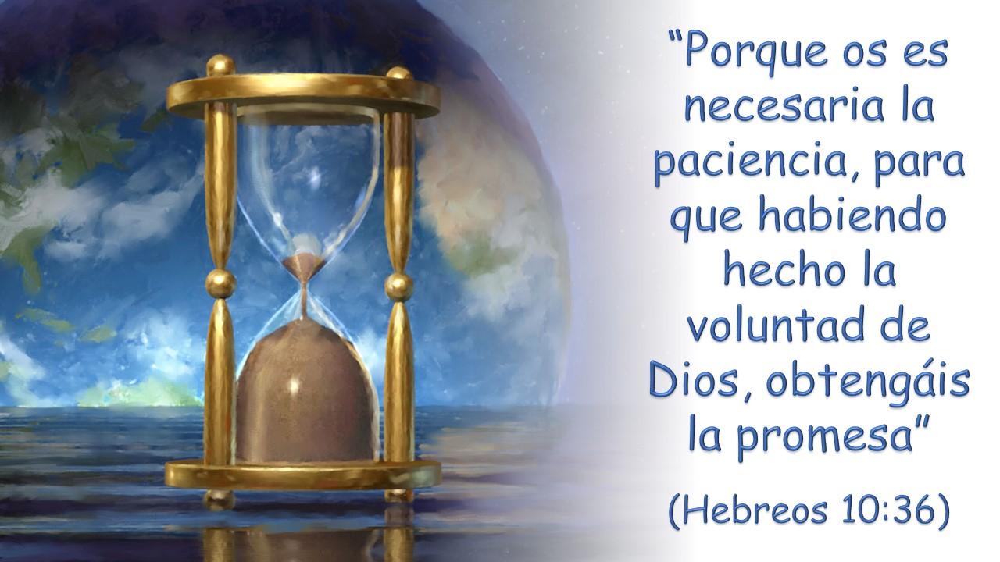 “Porque os es
necesaria la
paciencia, para
que habiendo
hecho la
voluntad de
Dios, obtengáis
la promesa”
(Hebreos 10:36)